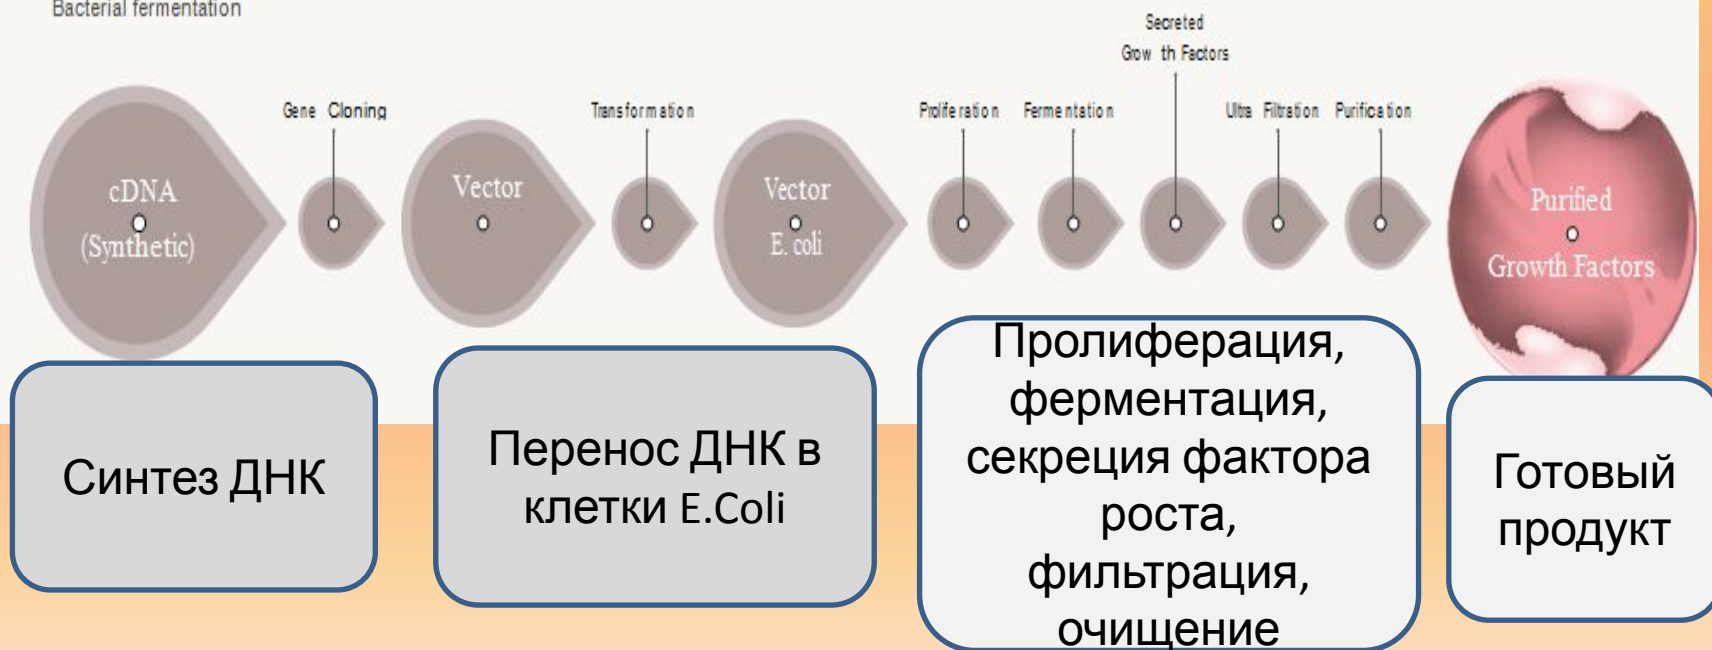 Bacterial fermentation
Secreted
Grow th Factors
Gene Cloning
Transformation
Proliferation
Fermentation
Ultra Filtration
Purification
cDNA
(Synthetic)
Vector
Vector
E. coli
Purified
Growth Factors
Синтез ДНК
Перенос ДНК в
клетки E.Coli
Пролиферация,
ферментация,
секреция фактора
роста,
фильтрация,
очищение
Готовый
продукт